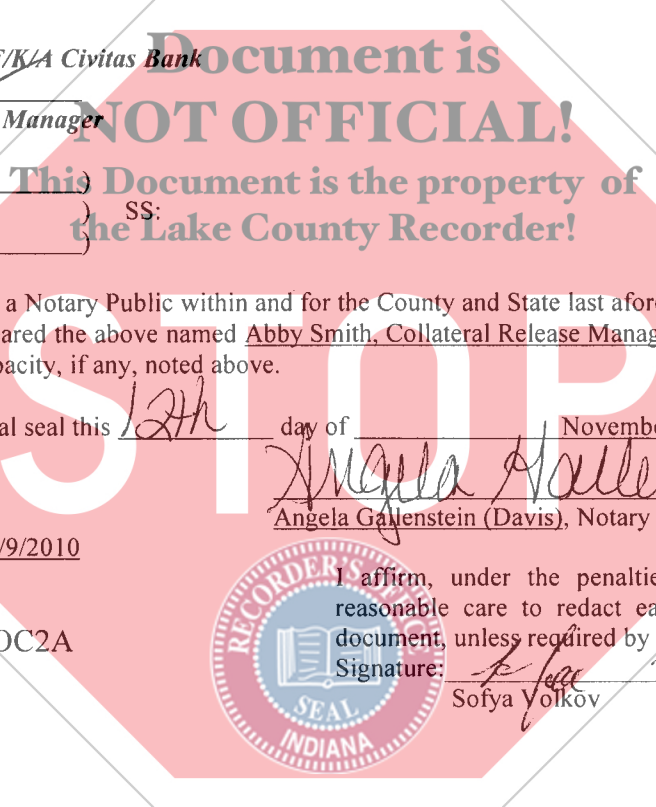 F/K/A Civitas Bank
Document is
Manager
NOT OFFICIAL!
This Document is the property of
) SS:
the Lake County Recorder!
)
a Notary Public within and for the County and State last afor
ared the above named Abby Smith, Collateral Release Manag
pacity, if any, noted above.
STOP
al seal this 12th day of Novembe
Angela Galle
Angela Gallenstein (Davis), Notary
/9/2010
I affirm, under the penaltie
reasonable care to redact ea
OC2A
document, unless required by
Signature:
Sofya Volkov
RECORDER'S OFFICE
SEAL
INDIANA